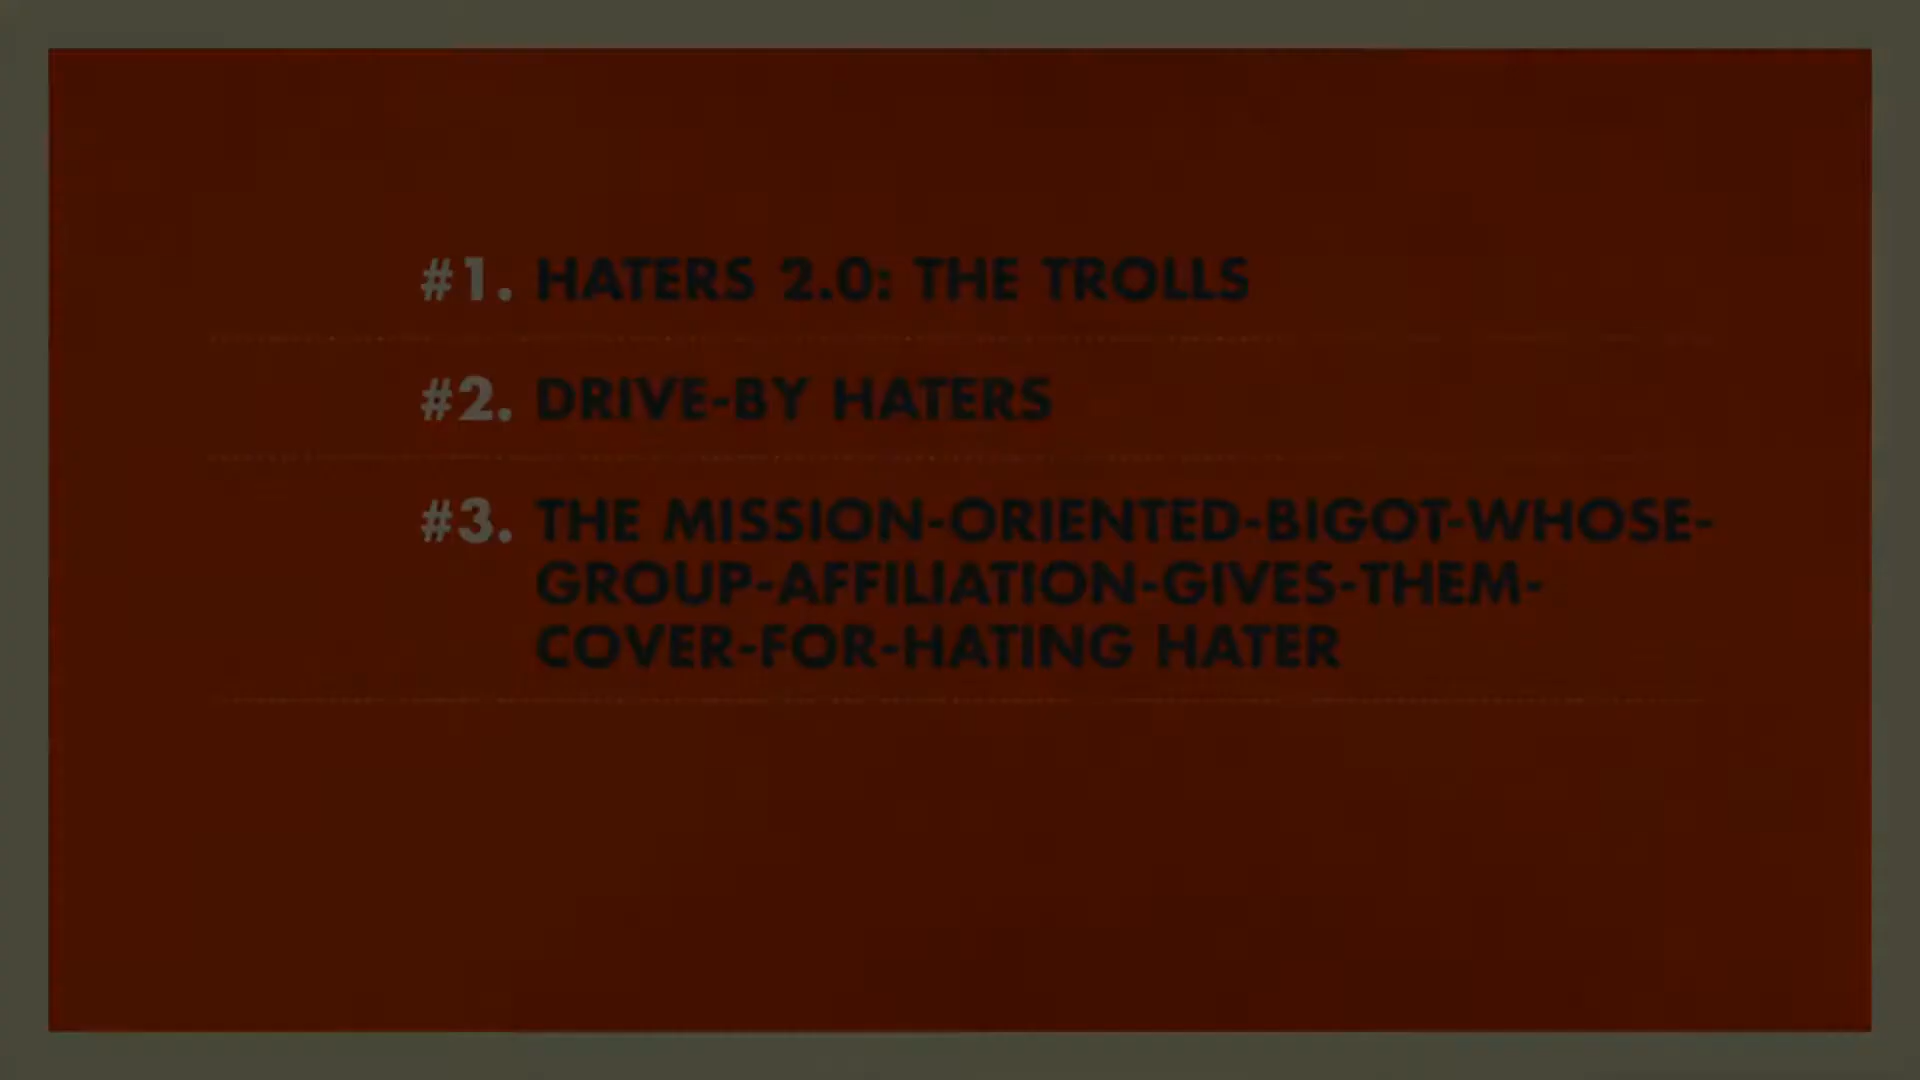 #1. HATERS 2.0: THE TROLLS
#2. DRIVE-BY HATERS
#3. THE MISSION-ORIENTED-BIGOT-WHOSE-
GROUP-AFFILIATION-GIVES-THEM-
COVER-FOR-HATING HATER